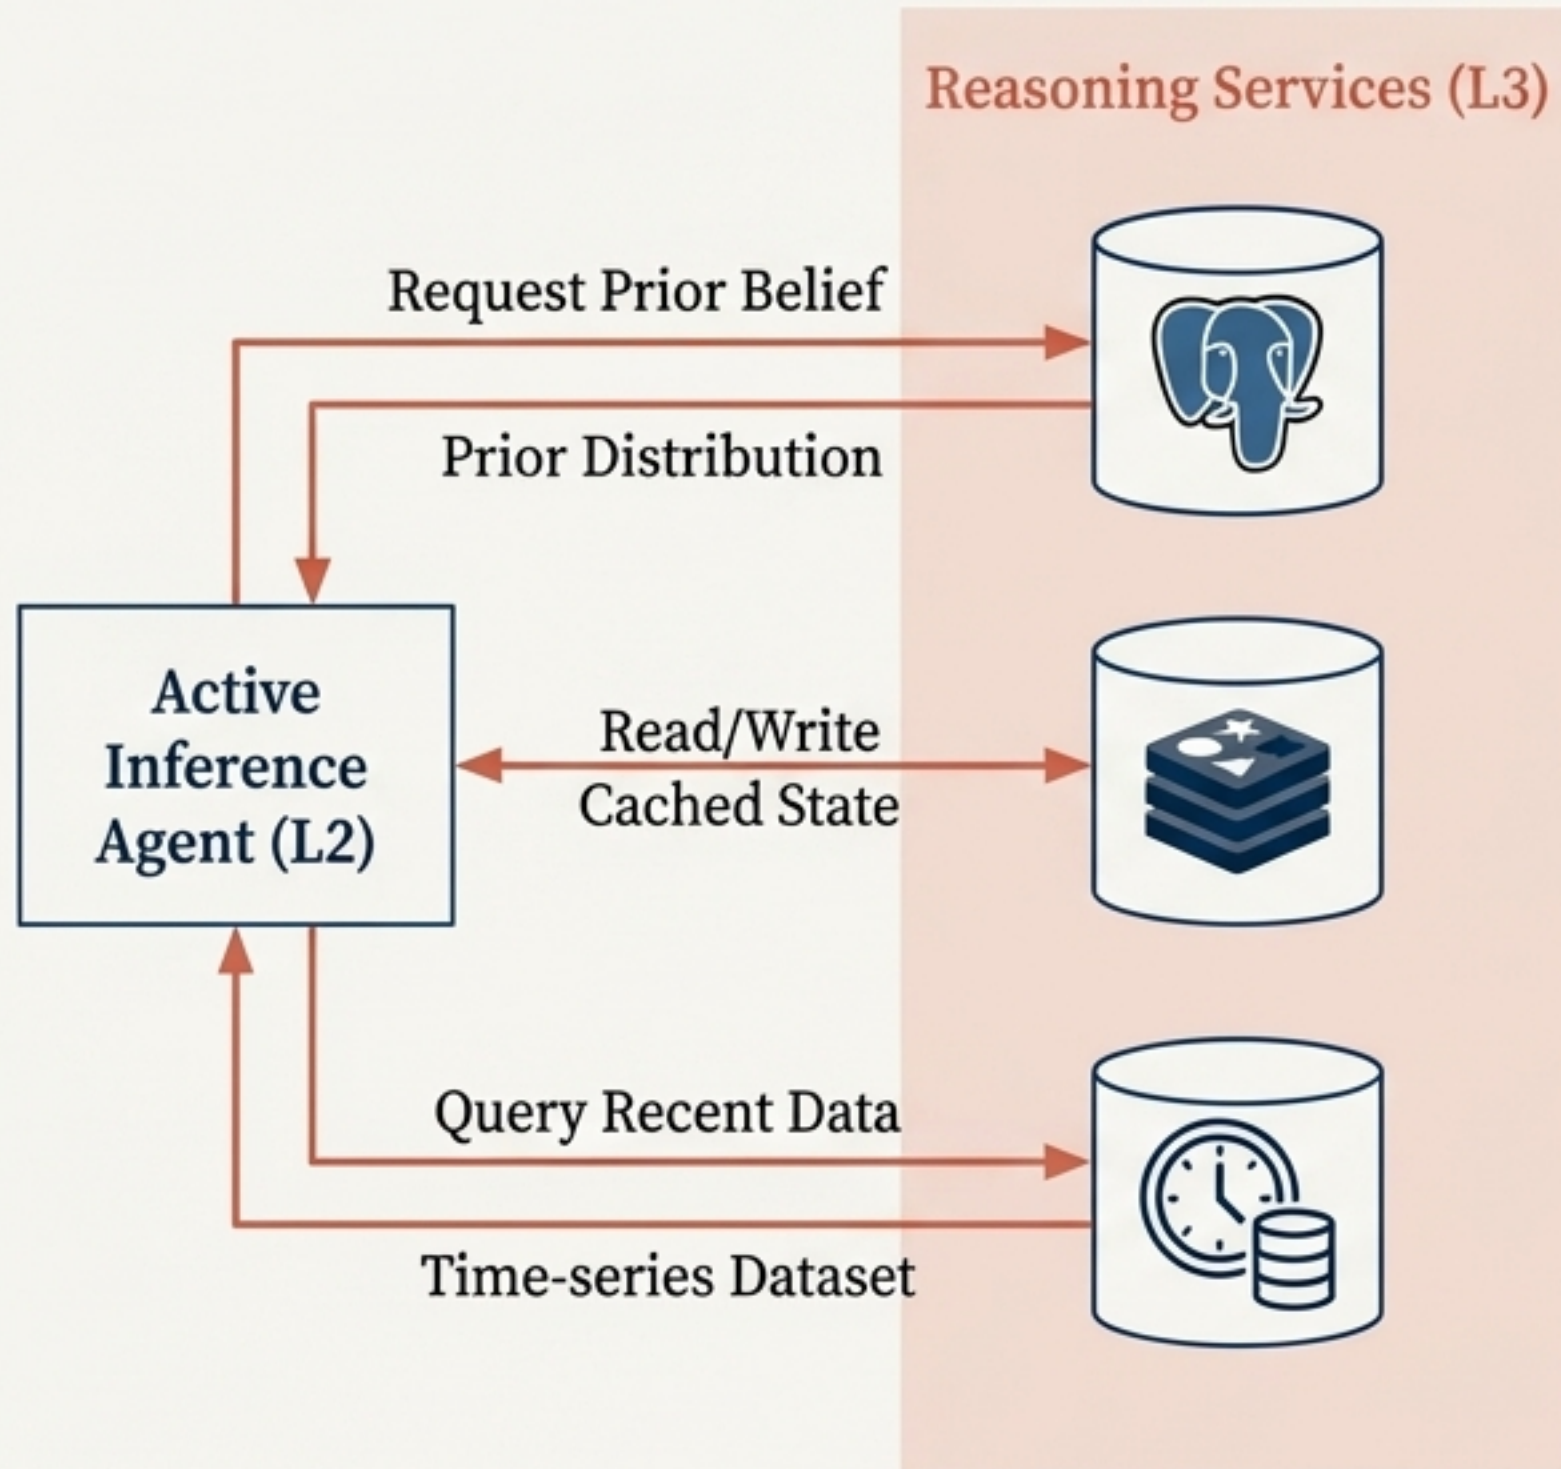 Reasoning Services (L3)
Request Prior Belief
Prior Distribution
Active
Inference
Agent (L2)
Read/Write
Cached State
Query Recent Data
Time-series Dataset